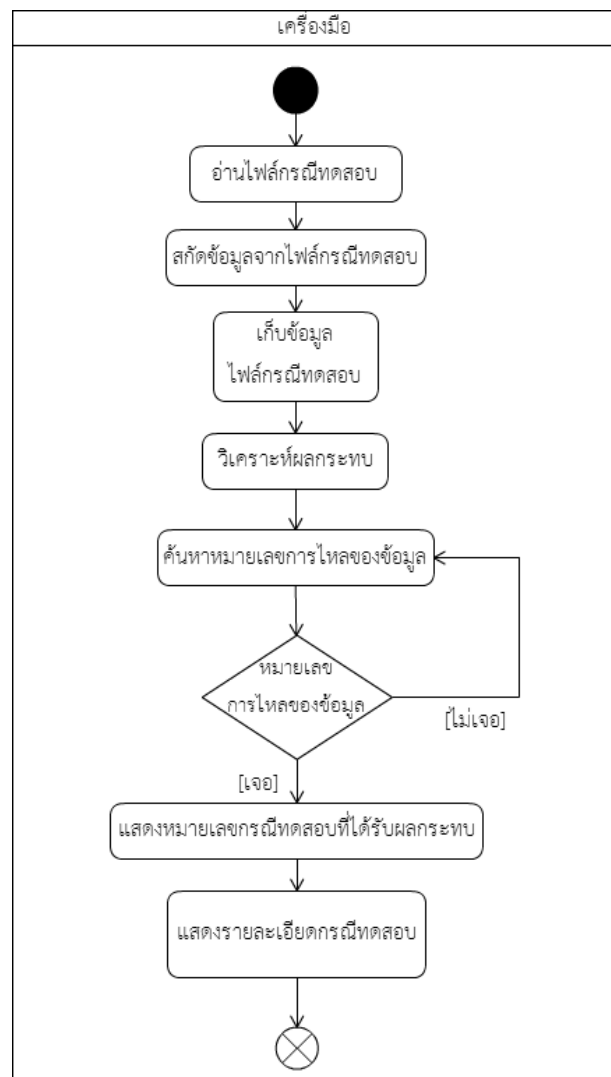 เครื่องมือ
อ่านไฟล์กรณีทดสอบ
สกัดข้อมูลจากไฟล์กรณีทดสอบ
เก็บข้อมูล
ไฟล์กรณีทดสอบ
วิเคราะห์ผลกระทบ
ค้นหาหมายเลขการไหลของข้อมูล
หมายเลข
การไหลของข้อมูล
[ไม่เจอ]
[เจอ]
แสดงหมายเลขกรณีทดสอบที่ได้รับผลกระทบ
แสดงรายละเอียดกรณีทดสอบ